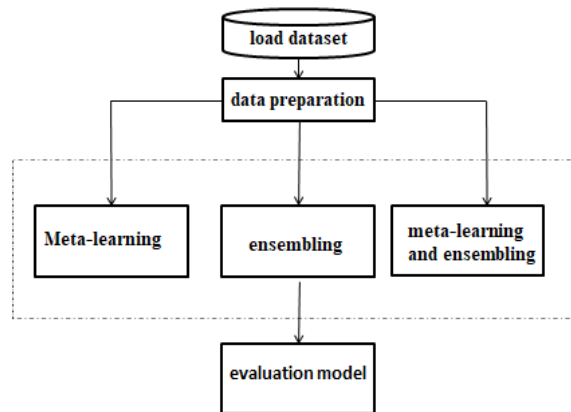 load dataset
data preparation
Meta-learning
ensembling
meta-learning
and ensembling
evaluation model